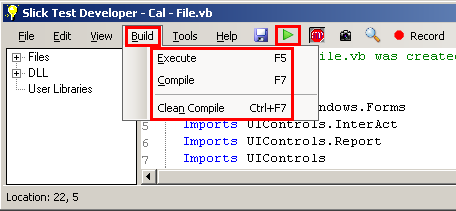 Slick Test Developer - Cal - File.vb
File Edit View Build Tools Help Record
Files
DLL
User Libraries
Execute F5
Compile F7
Clean Compile Ctrl+F7
ile.vb was created
ndows.Forms
5 Imports UIControls.InterAct
6 Imports UIControls.Report
7 Imports UIControls
Location: 22, 5